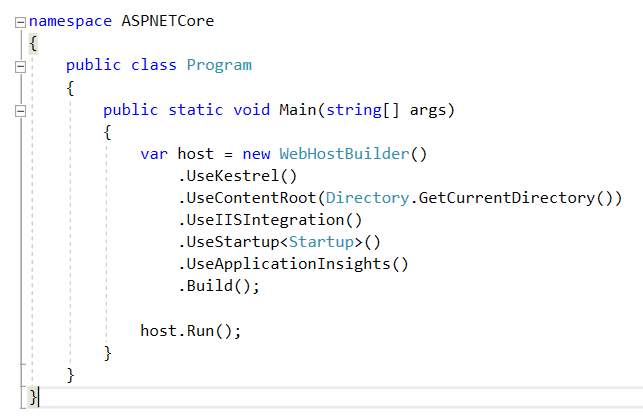 namespace ASPNETCore
{
    public class Program
    {
        public static void Main(string[] args)
        {
            var host = new WebHostBuilder()
                .UseKestrel()
                .UseContentRoot(Directory.GetCurrentDirectory())
                .UseIISIntegration()
                .UseStartup<Startup>()
                .UseApplicationInsights()
                .Build();

            host.Run();
        }
    }
}